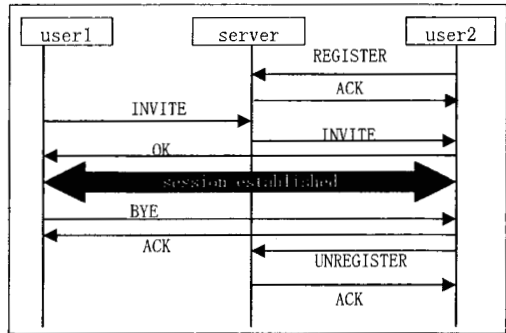 user1
server
user2
REGISTER
ACK
INVITE
INVITE
OK
session established
BYE
ACK
UNREGISTER
ACK